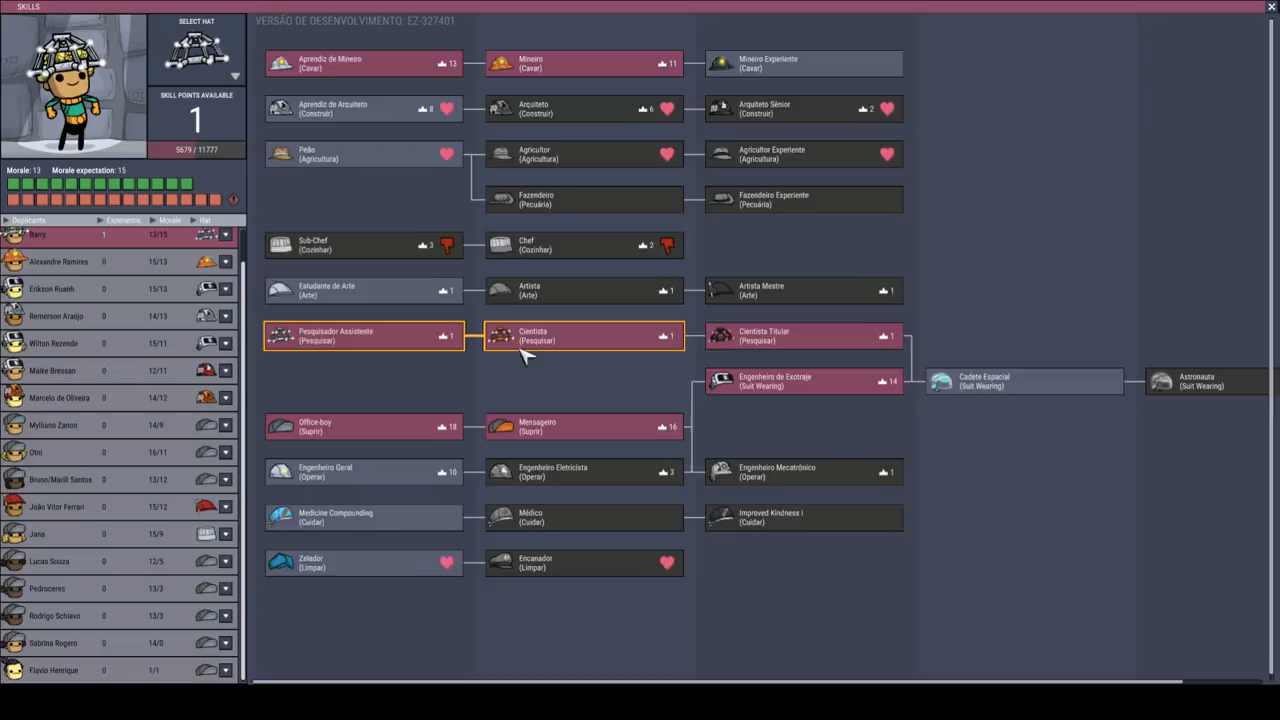 SKILLS
VERSÃO DE DESENVOLVIMENTO: EZ-327401
SELECT HAT
SKILL POINTS AVAILABLE
1
5679 / 11777
Morale: 13 Morale expectation: 15
Duplicants Experience Morale Hat
Barry 1 13/15
Alexandre Ramires 0 15/13
Erikson Ruanh 0 15/13
Remerson Araújo 0 14/13
Wilton Rezende 0 15/11
Maike Bressan 0 12/11
Marcelo de Oliveira 0 14/12
Mylliano Zanon 0 14/9
Otni 0 16/11
Bruno/Marili Santos 0 13/12
João Vitor Ferrari 0 15/12
Jana 0 15/9
Lucas Souza 0 12/5
Pedroceres 0 13/3
Rodrigo Schiavo 0 13/3
Sabrina Rogero 0 14/0
Flavio Henrique 0 1/1
Aprendiz de Mineiro
(Cavar)
13
Mineiro
(Cavar)
11
Mineiro Experiente
(Cavar)
Aprendiz de Arquiteto
(Construir)
8
Arquiteto
(Construir)
6
Arquiteto Sênior
(Construir)
2
Peão
(Agricultura)
Agricultor
(Agricultura)
Agricultor Experiente
(Agricultura)
Fazendeiro
(Pecuária)
Fazendeiro Experiente
(Pecuária)
Sub-Chef
(Cozinhar)
3
Chef
(Cozinhar)
2
Estudante de Arte
(Arte)
1
Artista
(Arte)
1
Artista Mestre
(Arte)
1
Pesquisador Assistente
(Pesquisar)
1
Cientista
(Pesquisar)
1
Cientista Titular
(Pesquisar)
1
Engenheiro de Exotraje
(Suit Wearing)
14
Cadete Espacial
(Suit Wearing)
Astronauta
(Suit Wearing)
Office-boy
(Suprir)
18
Mensageiro
(Suprir)
16
Engenheiro Geral
(Operar)
10
Engenheiro Eletricista
(Operar)
3
Engenheiro Mecatrônico
(Operar)
1
Medicine Compounding
(Cuidar)
Médico
(Cuidar)
Improved Kindness I
(Cuidar)
Zelador
(Limpar)
Encanador
(Limpar)